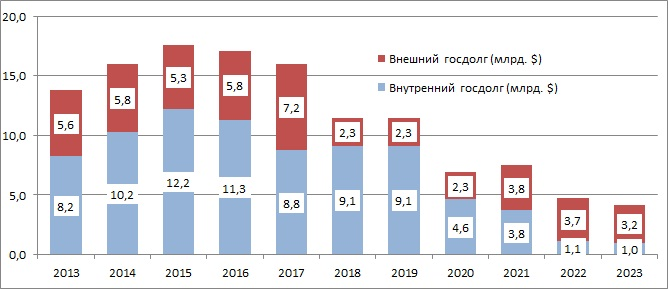 20,0
15,0
10,0
5,0
0,0
Внешний госдолг (млрд. $)
Внутренний госдолг (млрд. $)
5,6 5,8 5,3 5,8 7,2 2,3 2,3 2,3 3,8 3,7 3,2
8,2 10,2 12,2 11,3 8,8 9,1 9,1 4,6 3,8 1,1 1,0
2013 2014 2015 2016 2017 2018 2019 2020 2021 2022 2023